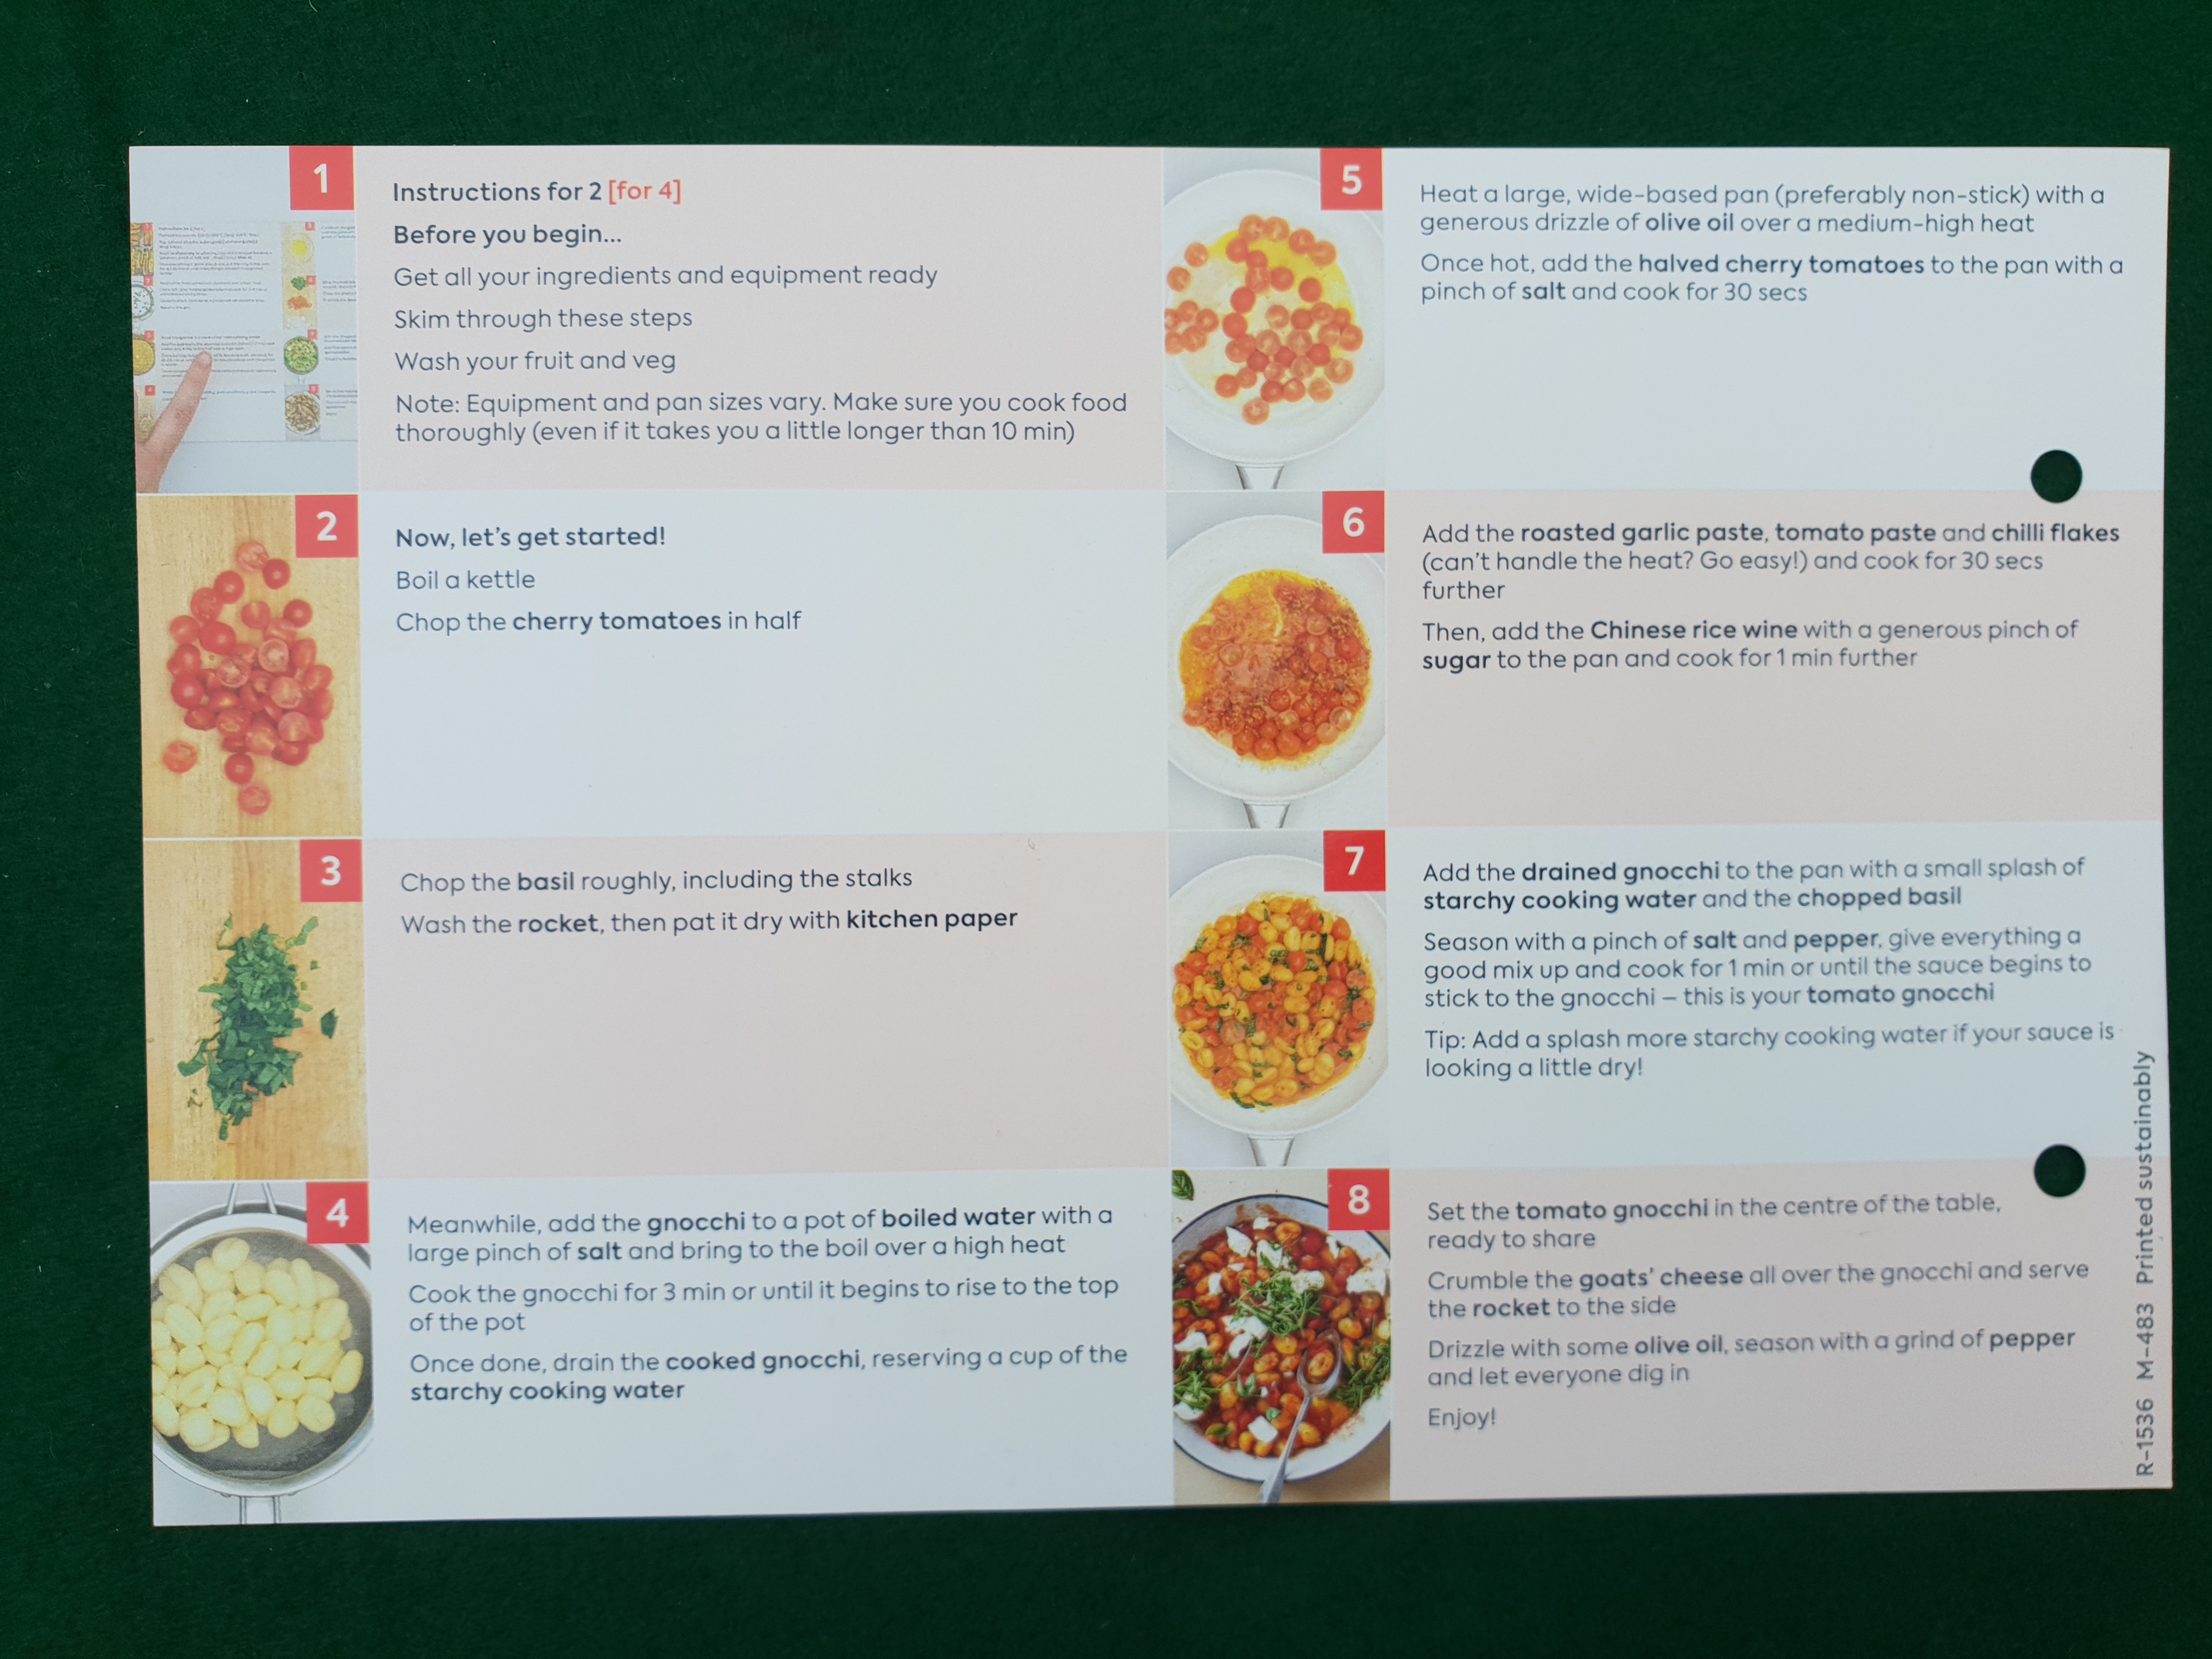 1
Instructions for 2 [for 4]
Before you begin...
Get all your ingredients and equipment ready
Skim through these steps
Wash your fruit and veg
Note: Equipment and pan sizes vary. Make sure you cook food
thoroughly (even if it takes you a little longer than 10 min)
2
Now, let's get started!
Boil a kettle
Chop the cherry tomatoes in half
3
Chop the basil roughly, including the stalks
Wash the rocket, then pat it dry with kitchen paper
4
Meanwhile, add the gnocchi to a pot of boiled water with a
large pinch of salt and bring to the boil over a high heat
Cook the gnocchi for 3 min or until it begins to rise to the top
of the pot
Once done, drain the cooked gnocchi, reserving a cup of the
starchy cooking water
5
Heat a large, wide-based pan (preferably non-stick) with a
generous drizzle of olive oil over a medium-high heat
Once hot, add the halved cherry tomatoes to the pan with a
pinch of salt and cook for 30 secs
6
Add the roasted garlic paste, tomato paste and chilli flakes
(can't handle the heat? Go easy!) and cook for 30 secs
further
Then, add the Chinese rice wine with a generous pinch of
sugar to the pan and cook for 1 min further
7
Add the drained gnocchi to the pan with a small splash of
starchy cooking water and the chopped basil
Season with a pinch of salt and pepper, give everything a
good mix up and cook for 1 min or until the sauce begins to
stick to the gnocchi – this is your tomato gnocchi
Tip: Add a splash more starchy cooking water if your sauce is
looking a little dry!
8
Set the tomato gnocchi in the centre of the table,
ready to share
Crumble the goats' cheese all over the gnocchi and serve
the rocket to the side
Drizzle with some olive oil, season with a grind of pepper
and let everyone dig in
Enjoy!
R-1536 M-483 Printed sustainably